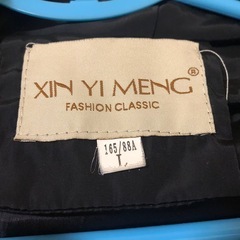 XIN YI MENG ®
FASHION CLASSIC
165/88A
T